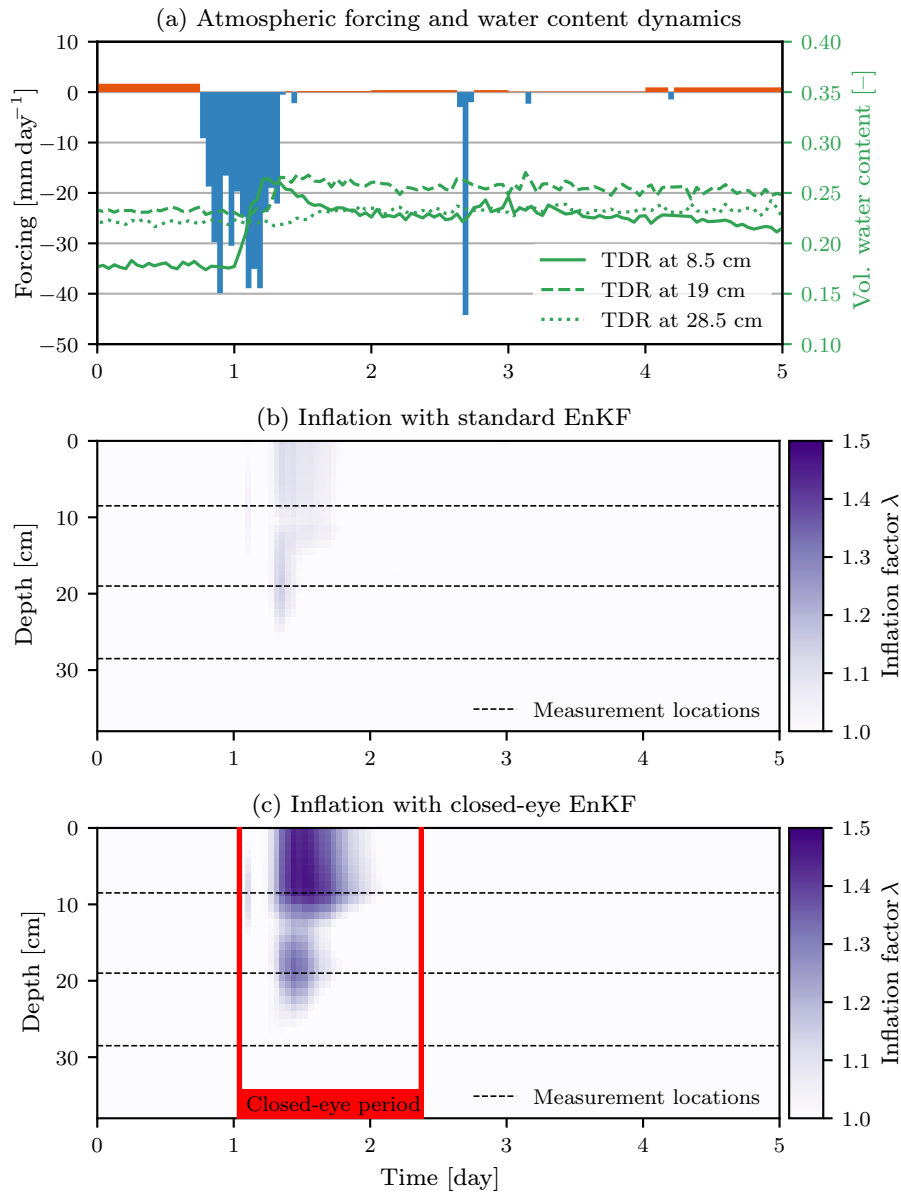 (a) Atmospheric forcing and water content dynamics
10
0
−10
−20
−30
−40
−50
Forcing [mm day⁻¹]
0.40
0.35
0.30
0.25
0.20
0.15
0.10
Vol. water content [−]
TDR at 8.5 cm
TDR at 19 cm
TDR at 28.5 cm
0 1 2 3 4 5
(b) Inflation with standard EnKF
0
10
20
30
Depth [cm]
Measurement locations
0 1 2 3 4 5
1.5
1.4
1.3
1.2
1.1
1.0
Inflation factor λ
(c) Inflation with closed-eye EnKF
0
10
20
30
Depth [cm]
Closed-eye period
Measurement locations
0 1 2 3 4 5
Time [day]
1.5
1.4
1.3
1.2
1.1
1.0
Inflation factor λ